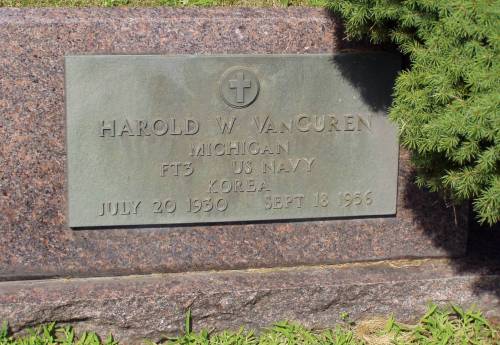 HAROLD W VANCUREN
MICHIGAN
FT3 US NAVY
KOREA
JULY 20 1930 SEPT 18 1956